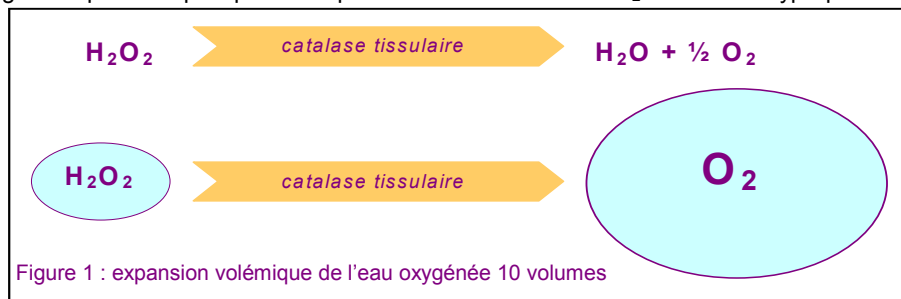 H₂O₂ catalase tissulaire H₂O + ½ O₂
H₂O₂ catalase tissulaire O₂
Figure 1 : expansion volémique de l'eau oxygénée 10 volumes